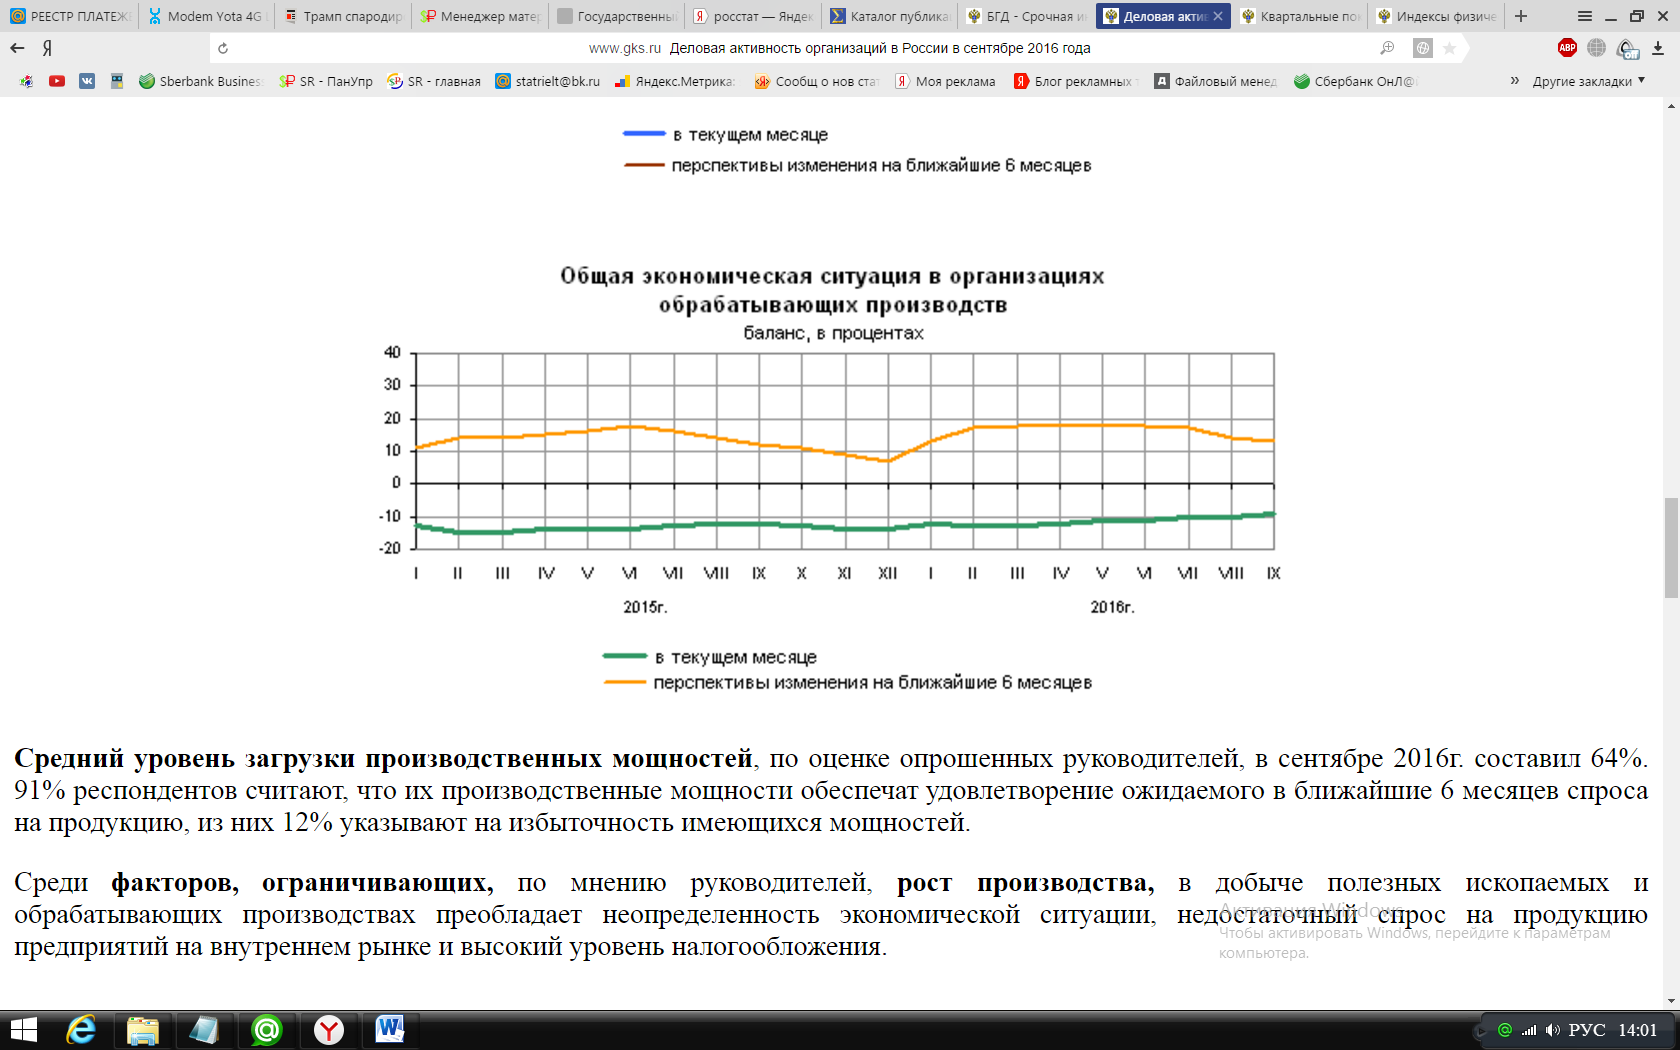 РЕЕСТР ПЛАТЕЖЕ
Modem Yota 4G
Трамп спародир
Менеджер матер
Государственный
росстат — Яндек
Каталог публика
БГД - Срочная ин
Деловая актив
Квартальные пок
Индексы физиче
www.gks.ru Деловая активность организаций в России в сентябре 2016 года
ABP
off
Sberbank Business
SR - ПанУпр
SR - главная
statrielt@bk.ru
Яндекс.Метрика:
Сообщ о нов стат
Моя реклама
Блог рекламных т
Файловый менед
Сбербанк ОнЛ@й
» Другие закладки
в текущем месяце
перспективы изменения на ближайшие 6 месяцев
Общая экономическая ситуация в организациях
обрабатывающих производств
баланс, в процентах
40
30
20
10
0
-10
-20
I II III IV V VI VII VIII IX X XI XII I II III IV V VI VII VIII IX
2015г. 2016г.
в текущем месяце
перспективы изменения на ближайшие 6 месяцев
Средний уровень загрузки производственных мощностей, по оценке опрошенных руководителей, в сентябре 2016г. составил 64%.
91% респондентов считают, что их производственные мощности обеспечат удовлетворение ожидаемого в ближайшие 6 месяцев спроса
на продукцию, из них 12% указывают на избыточность имеющихся мощностей.
Среди факторов, ограничивающих, по мнению руководителей, рост производства, в добыче полезных ископаемых и
обрабатывающих производствах преобладает неопределенность экономической ситуации, недостаточный спрос на продукцию
предприятий на внутреннем рынке и высокий уровень налогообложения.
Активация Windows
Чтобы активировать Windows, перейдите к параметрам
компьютера.
РУС 14:01